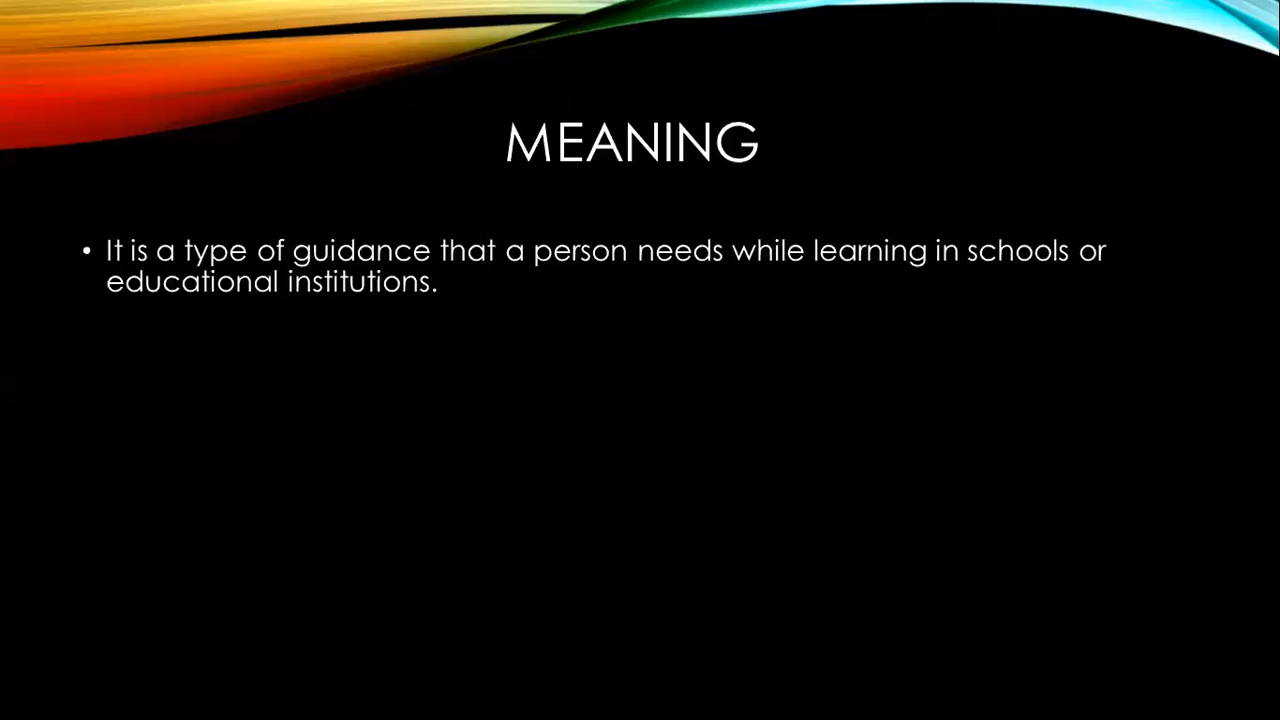 MEANING
• It is a type of guidance that a person needs while learning in schools or
educational institutions.